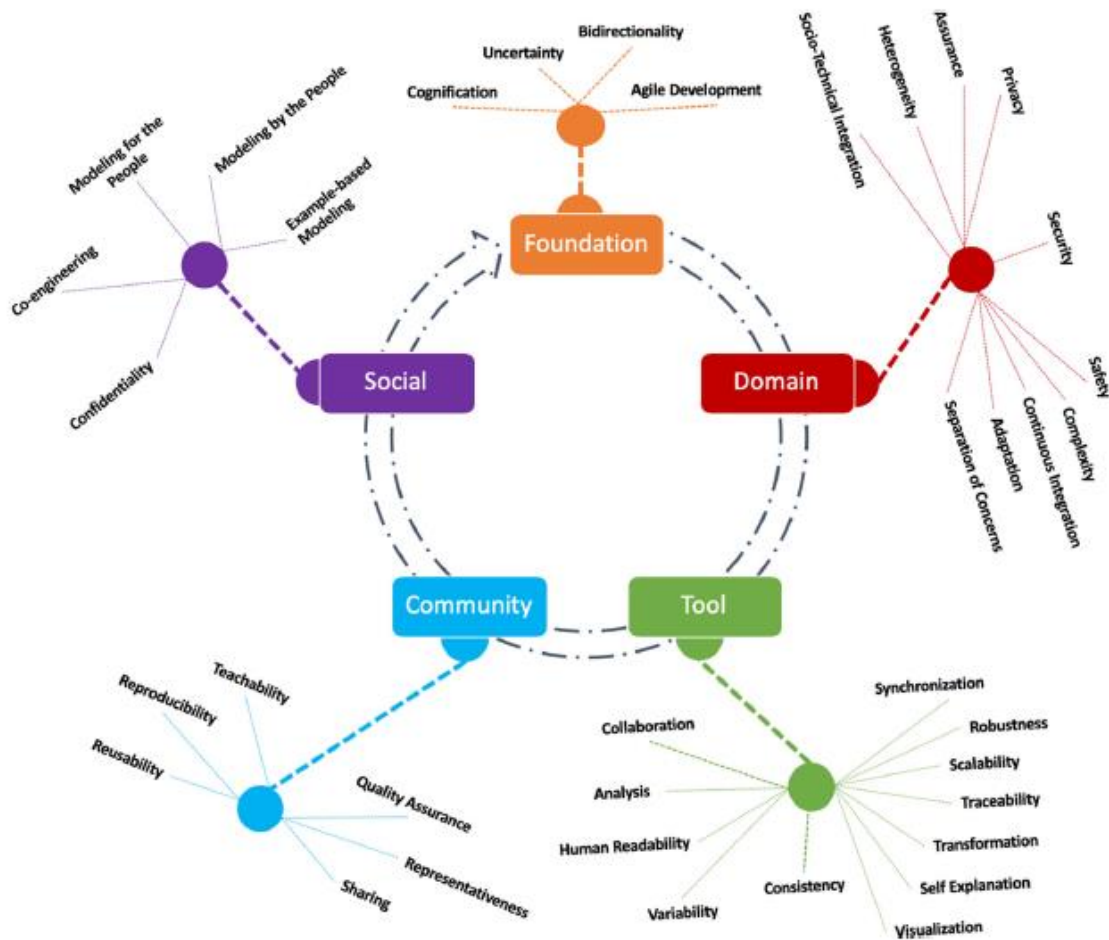 Bidirectionality
Uncertainty
Cognification
Agile Development
Foundation
Socio-Technical Integration
Heterogeneity
Assurance
Privacy
Security
Safety
Complexity
Continuous Integration
Adaptation
Separation of Concerns
Domain
Tool
Synchronization
Robustness
Scalability
Traceability
Transformation
Self Explanation
Visualization
Consistency
Variability
Human Readability
Analysis
Collaboration
Community
Teachability
Reproducibility
Reusability
Quality Assurance
Representativeness
Sharing
Social
Modeling for the
People
Modeling by the People
Example-based
Modeling
Co-engineering
Confidentiality